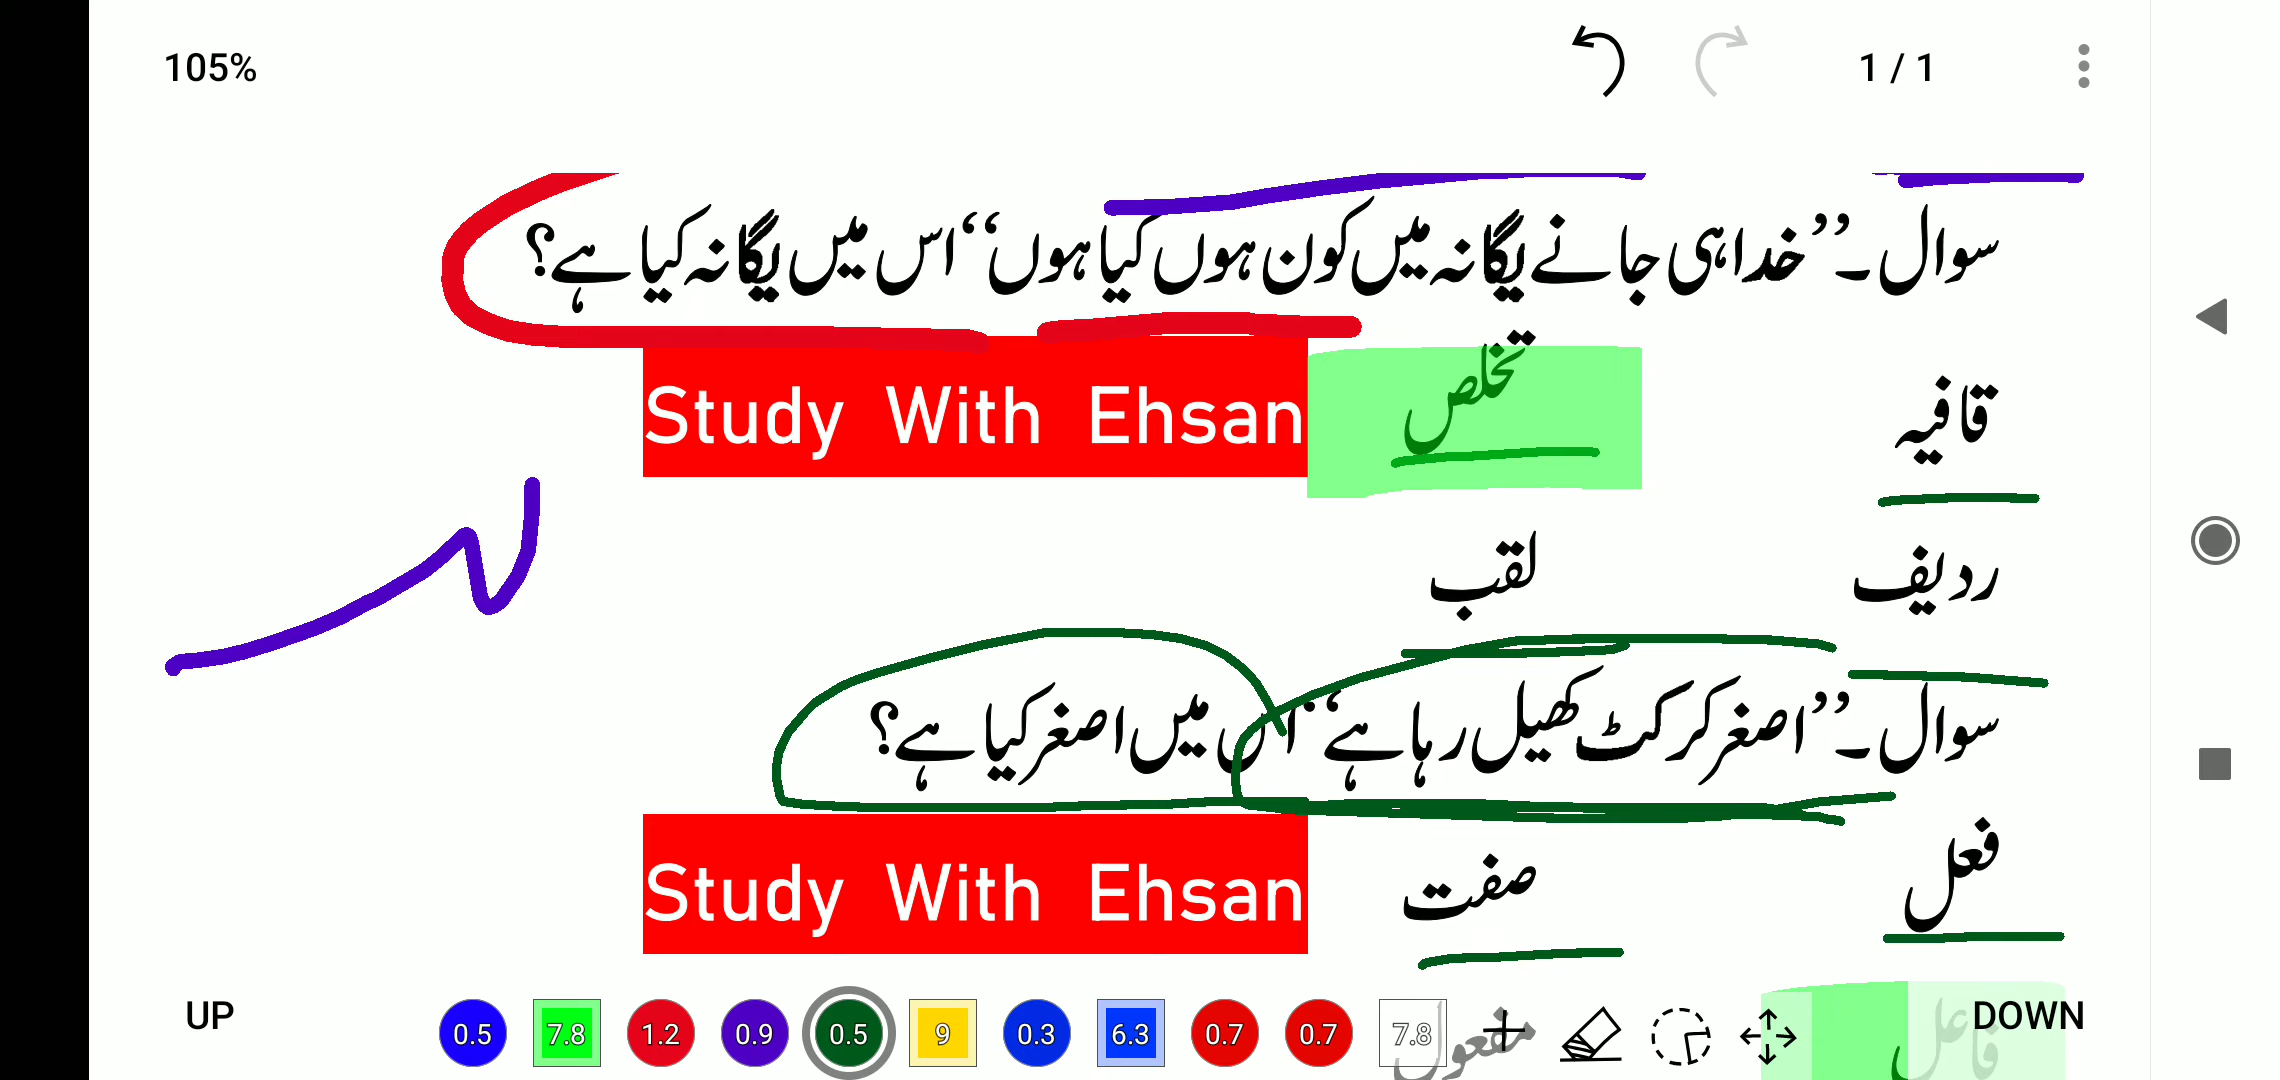 105%
1 / 1
سوال۔ ’’خدا ہی جانے یگانہ میں کون ہوں کیا ہوں‘‘ اس میں یگانہ کیا ہے؟
قافیہ تخلص Study With Ehsan
ردیف لقب
سوال۔ ’’اصغر کرکٹ کھیل رہا ہے‘‘ اس میں اصغر کیا ہے؟
فعل صفت Study With Ehsan
فاعل مفعول
UP 0.5 7.8 1.2 0.9 0.5 9 0.3 6.3 0.7 0.7 7.8 DOWN